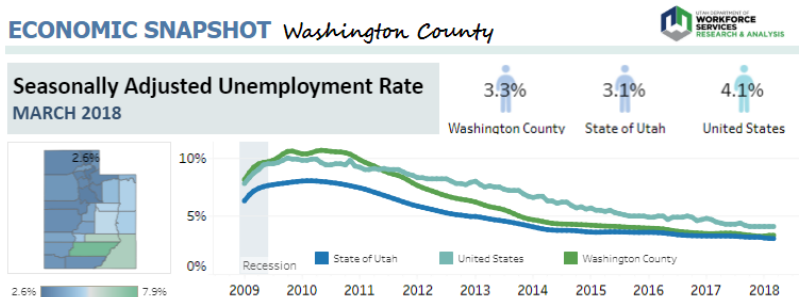 ECONOMIC SNAPSHOT Washington County
UTAH DEPARTMENT OF
WORKFORCE
SERVICES
RESEARCH & ANALYSIS
Seasonally Adjusted Unemployment Rate
MARCH 2018
3.3%
Washington County
3.1%
State of Utah
4.1%
United States
2.6%
2.6% 7.9%
10%
5%
0%
Recession
State of Utah United States Washington County
2009 2010 2011 2012 2013 2014 2015 2016 2017 2018